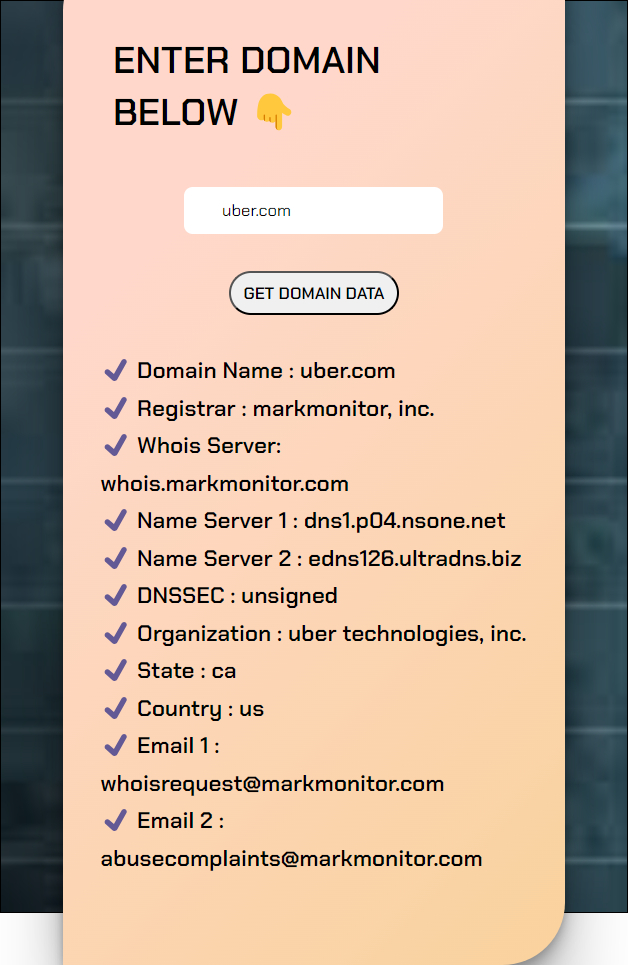 ENTER DOMAIN
BELOW 👇
uber.com
GET DOMAIN DATA
✔ Domain Name : uber.com
✔ Registrar : markmonitor, inc.
✔ Whois Server:
whois.markmonitor.com
✔ Name Server 1 : dns1.p04.nsone.net
✔ Name Server 2 : edns126.ultradns.biz
✔ DNSSEC : unsigned
✔ Organization : uber technologies, inc.
✔ State : ca
✔ Country : us
✔ Email 1 :
whoisrequest@markmonitor.com
✔ Email 2 :
abusecomplaints@markmonitor.com